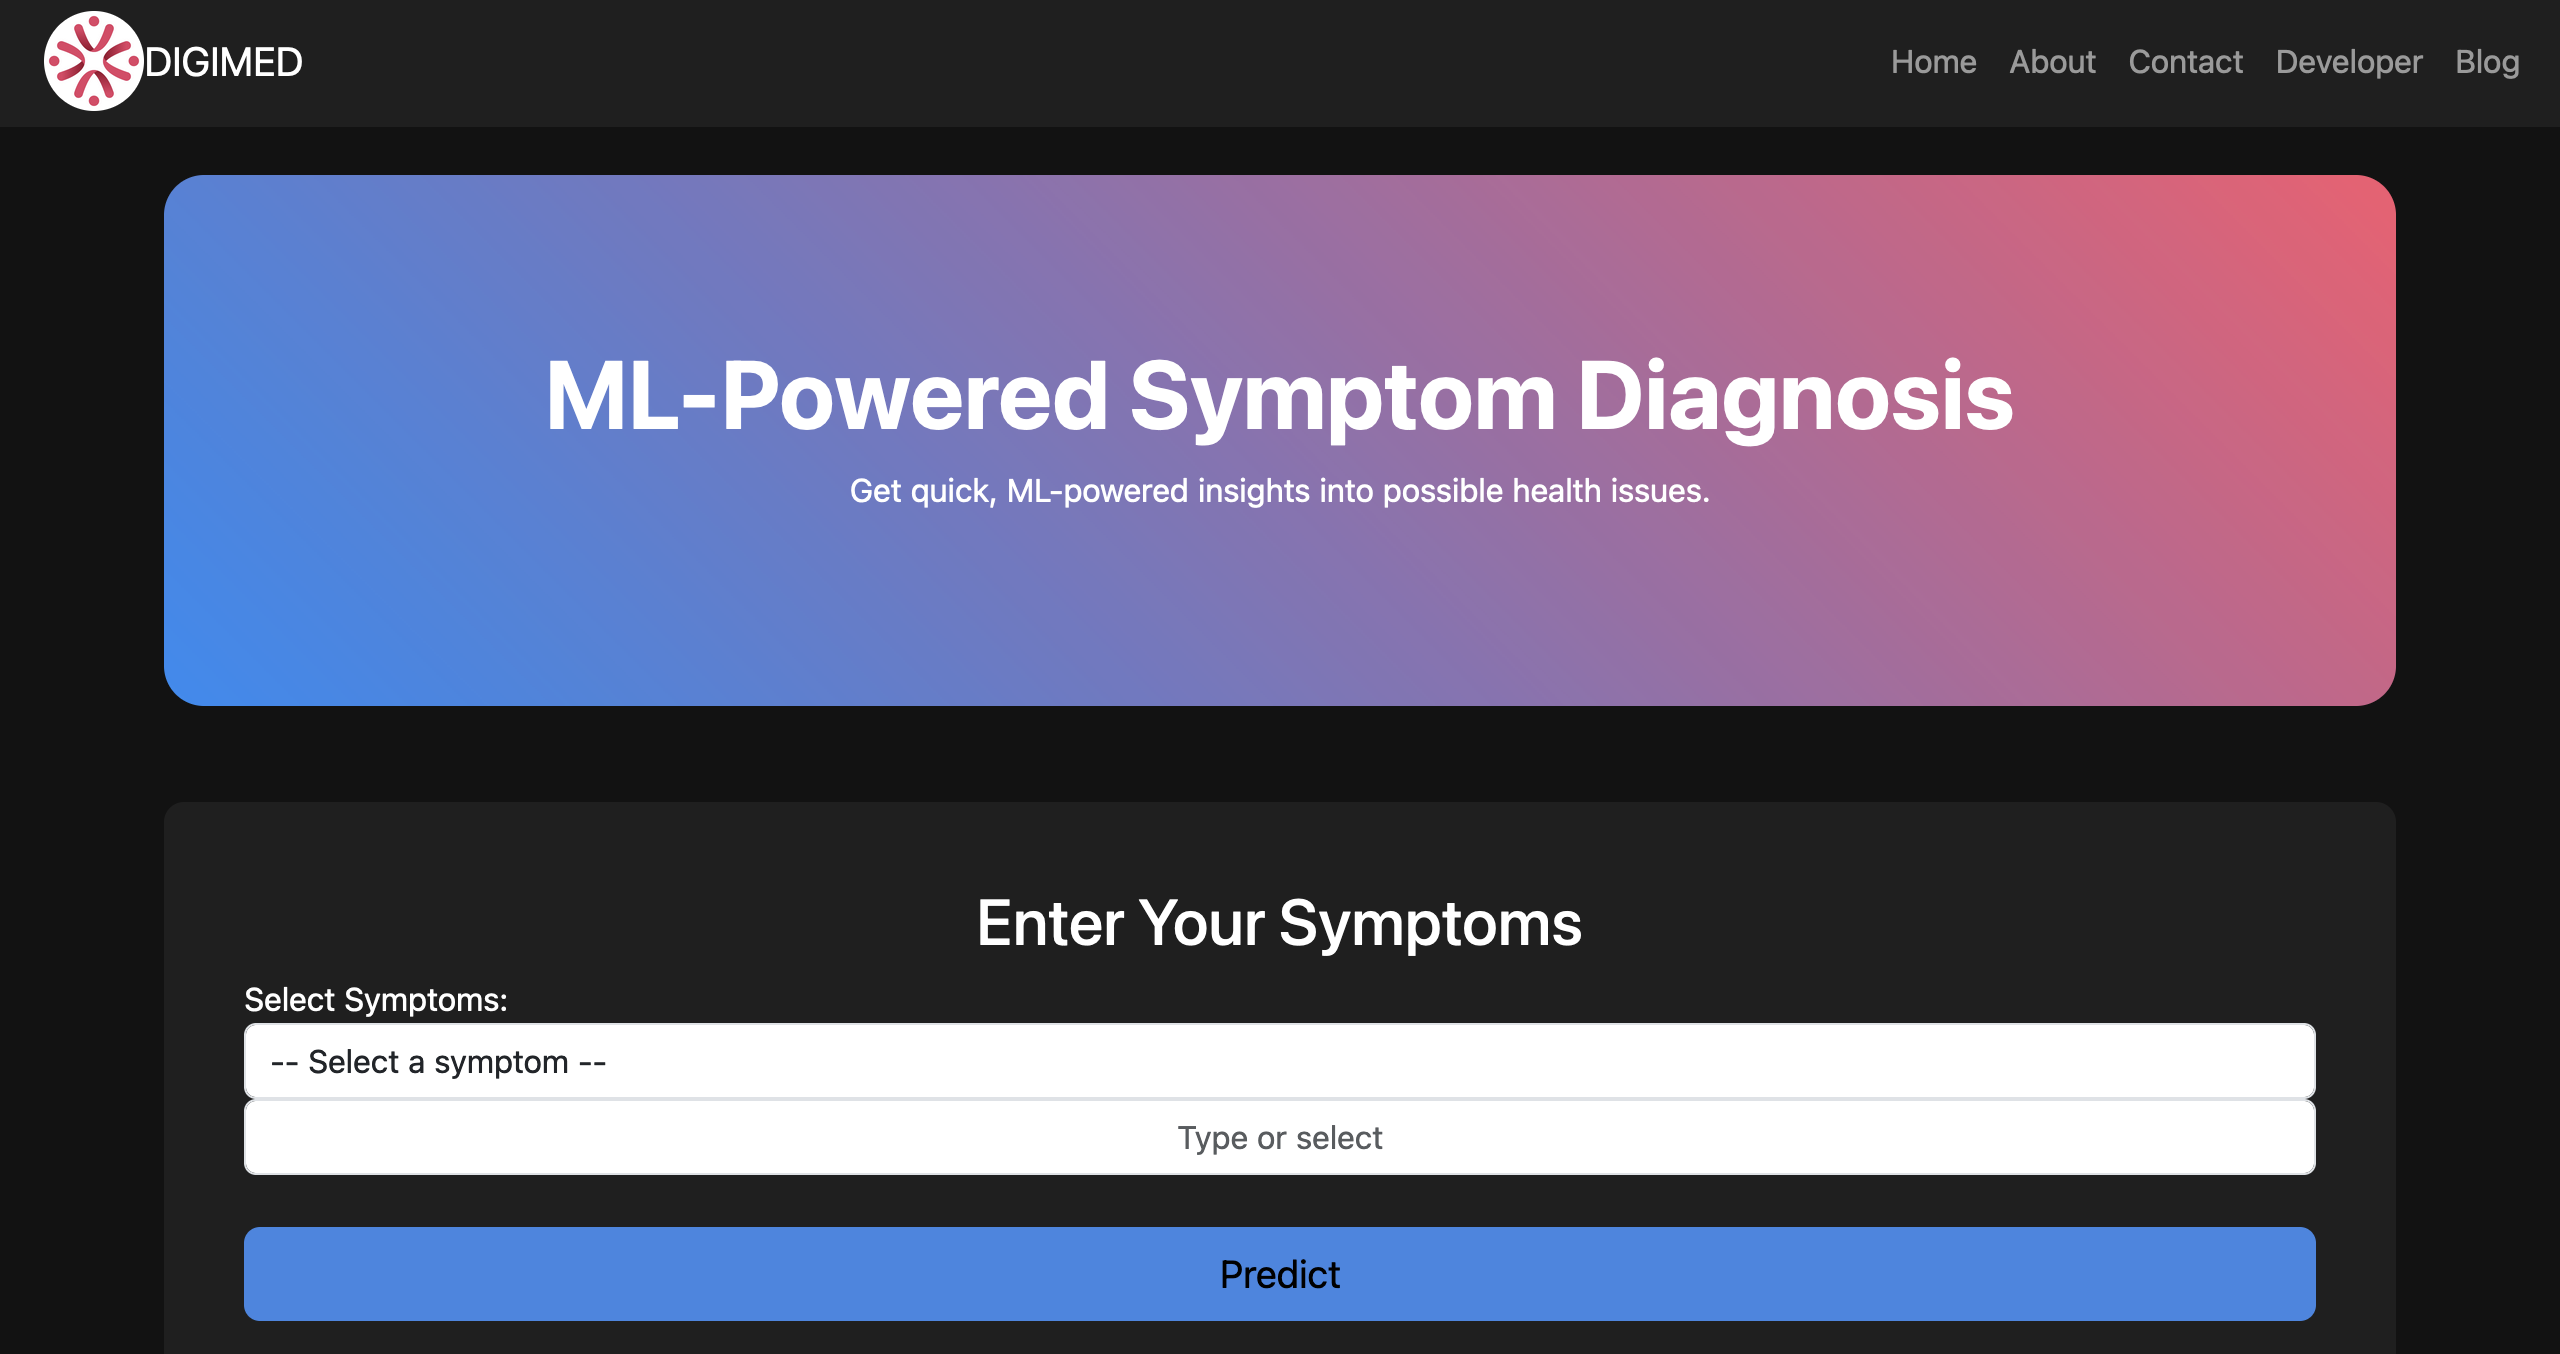 DIGIMED
Home About Contact Developer Blog
ML-Powered Symptom Diagnosis
Get quick, ML-powered insights into possible health issues.
Enter Your Symptoms
Select Symptoms:
-- Select a symptom --
Type or select
Predict